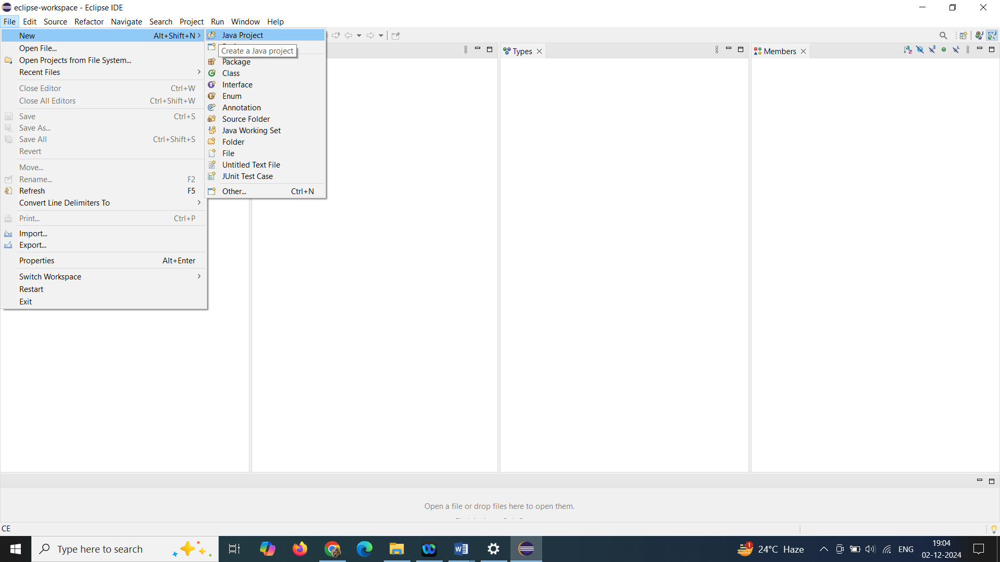 eclipse-workspace - Eclipse IDE
File Edit Source Refactor Navigate Search Project Run Window Help
New Alt+Shift+N
Open File...
Open Projects from File System...
Recent Files
Close Editor Ctrl+W
Close All Editors Ctrl+Shift+W
Save Ctrl+S
Save As...
Save All Ctrl+Shift+S
Revert
Move...
Rename... F2
Refresh F5
Convert Line Delimiters To
Print... Ctrl+P
Import...
Export...
Properties Alt+Enter
Switch Workspace
Restart
Exit
Java Project
Create a Java project
Package
Class
Interface
Enum
Annotation
Source Folder
Java Working Set
Folder
File
Untitled Text File
JUnit Test Case
Other... Ctrl+N
Types
Members
Open a file or drop files here to open them.
CE
Type here to search
1
24°C Haze
ENG
19:04
02-12-2024